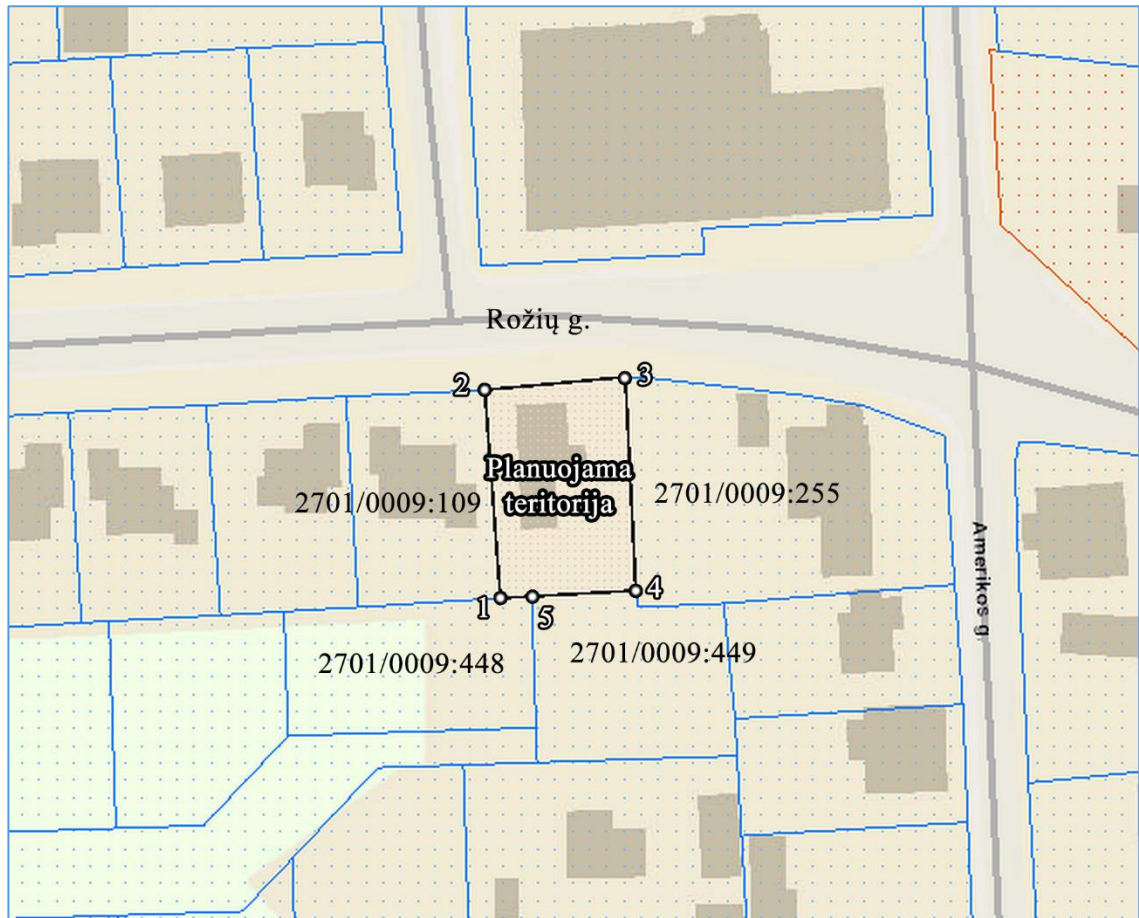 Rožių g.
2
3
Planuojama
teritorija
2701/0009:109
2701/0009:255
Amerikos g.
1
5
4
2701/0009:448
2701/0009:449